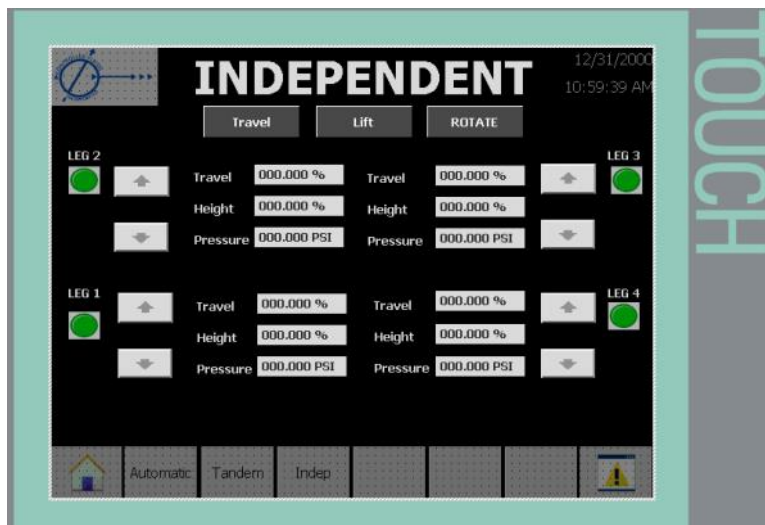 INDEPENDENT
12/31/2000
10:59:39 AM
Travel Lift ROTATE
LEG 2 LEG 3
Travel 000.000 % Travel 000.000 %
Height 000.000 % Height 000.000 %
Pressure 000.000 PSI Pressure 000.000 PSI
LEG 1 LEG 4
Travel 000.000 % Travel 000.000 %
Height 000.000 % Height 000.000 %
Pressure 000.000 PSI Pressure 000.000 PSI
Automatic Tandem Indep
TOUCH